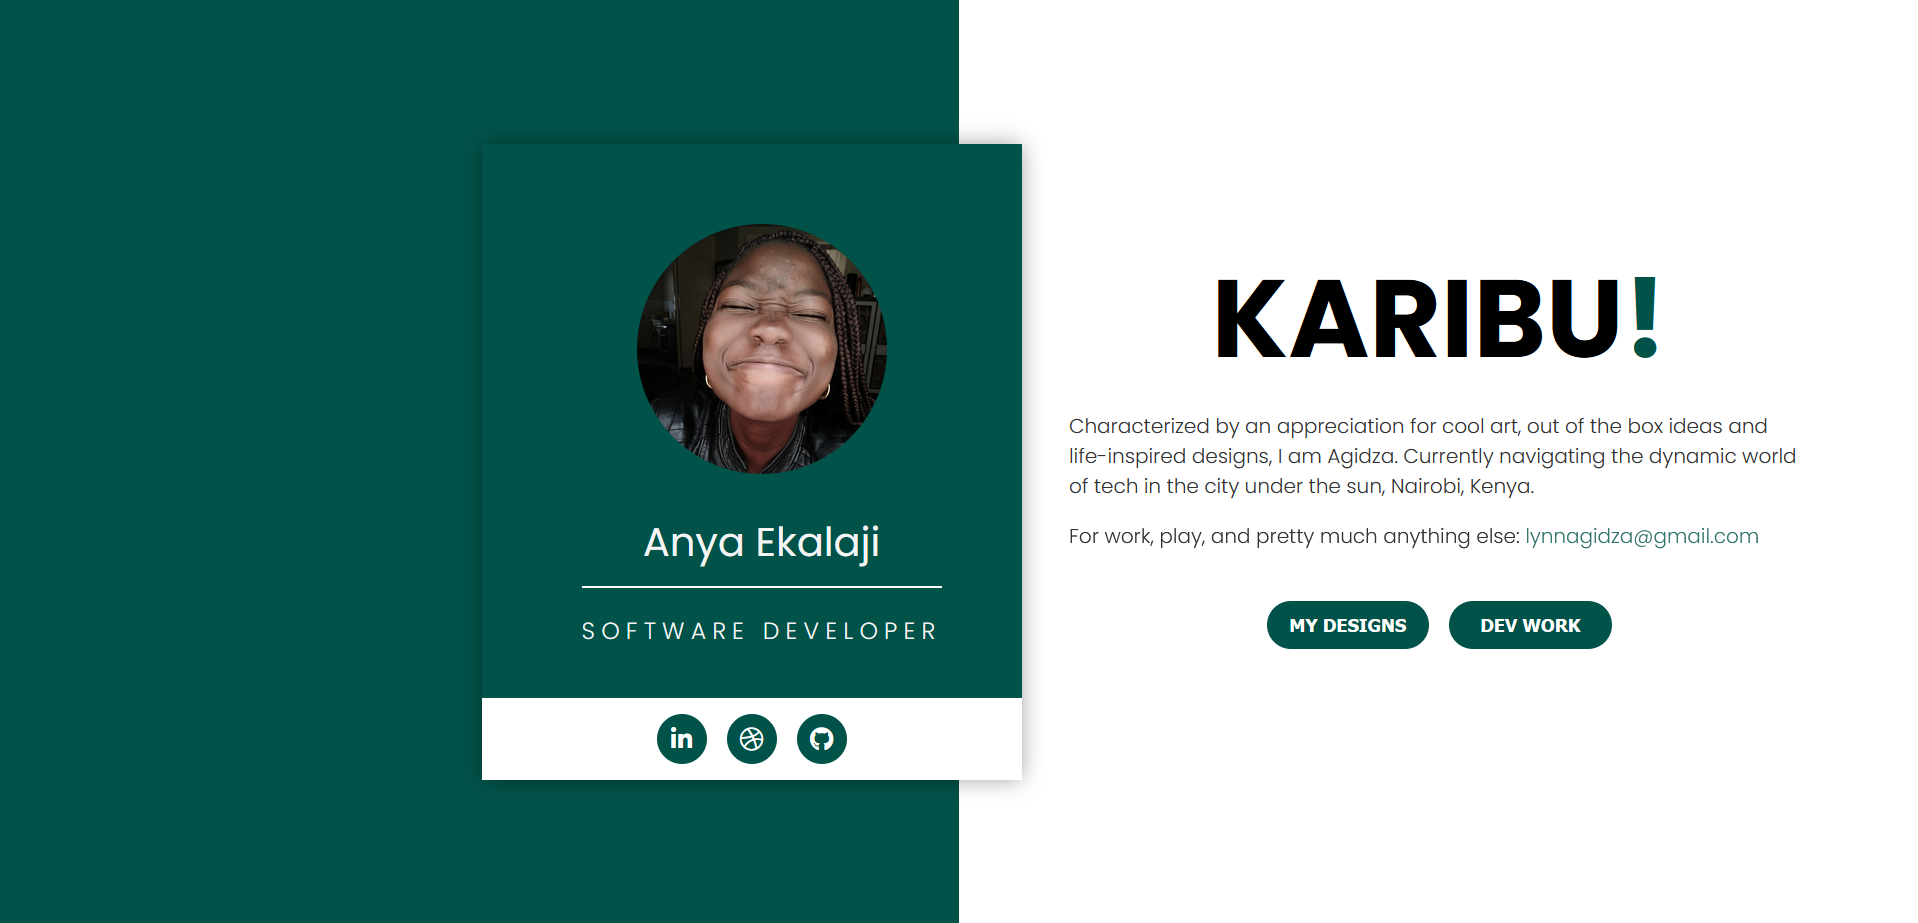 Anya Ekalaji
SOFTWARE DEVELOPER
in
KARIBU!
Characterized by an appreciation for cool art, out of the box ideas and
life-inspired designs, I am Agidza. Currently navigating the dynamic world
of tech in the city under the sun, Nairobi, Kenya.
For work, play, and pretty much anything else: lynnagidza@gmail.com
MY DESIGNS
DEV WORK